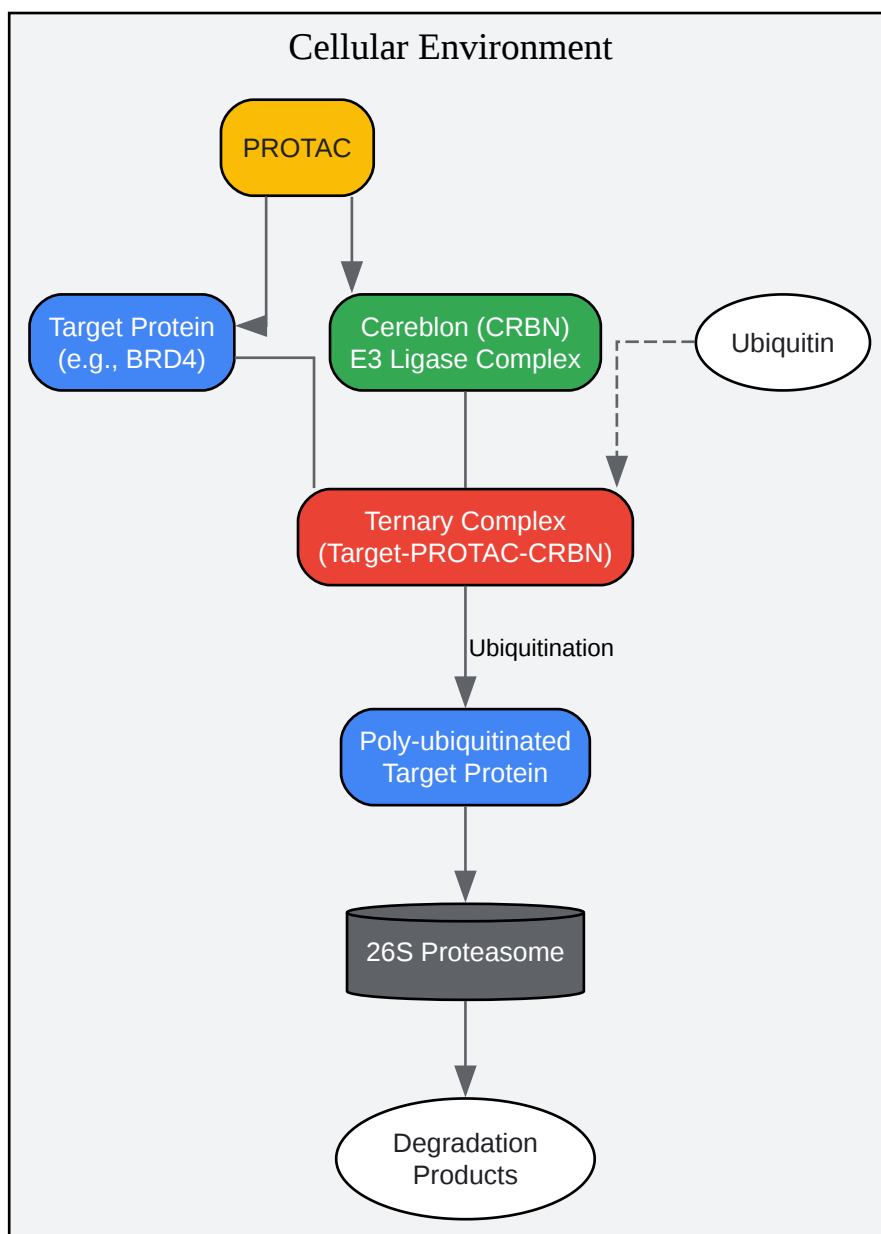 Cellular Environment
PROTAC
Target Protein
(e.g., BRD4)
Cereblon (CRBN)
E3 Ligase Complex
Ubiquitin
Ternary Complex
(Target-PROTAC-CRBN)
Ubiquitination
Poly-ubiquitinated
Target Protein
26S Proteasome
Degradation
Products